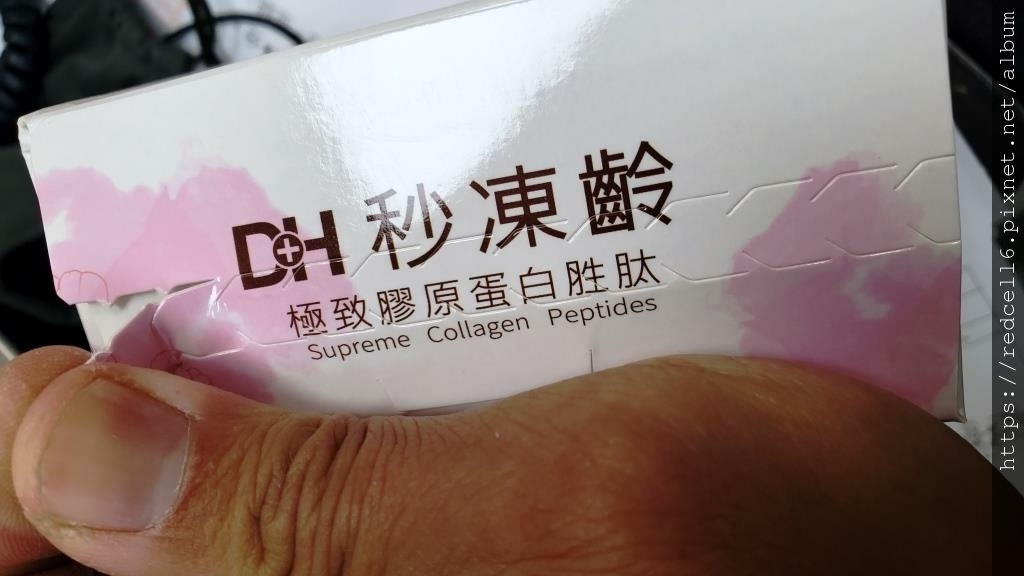 DH 秒凍齡
極致膠原蛋白胜肽
Supreme Collagen Peptides
https://redcell6.pixnet.net/album